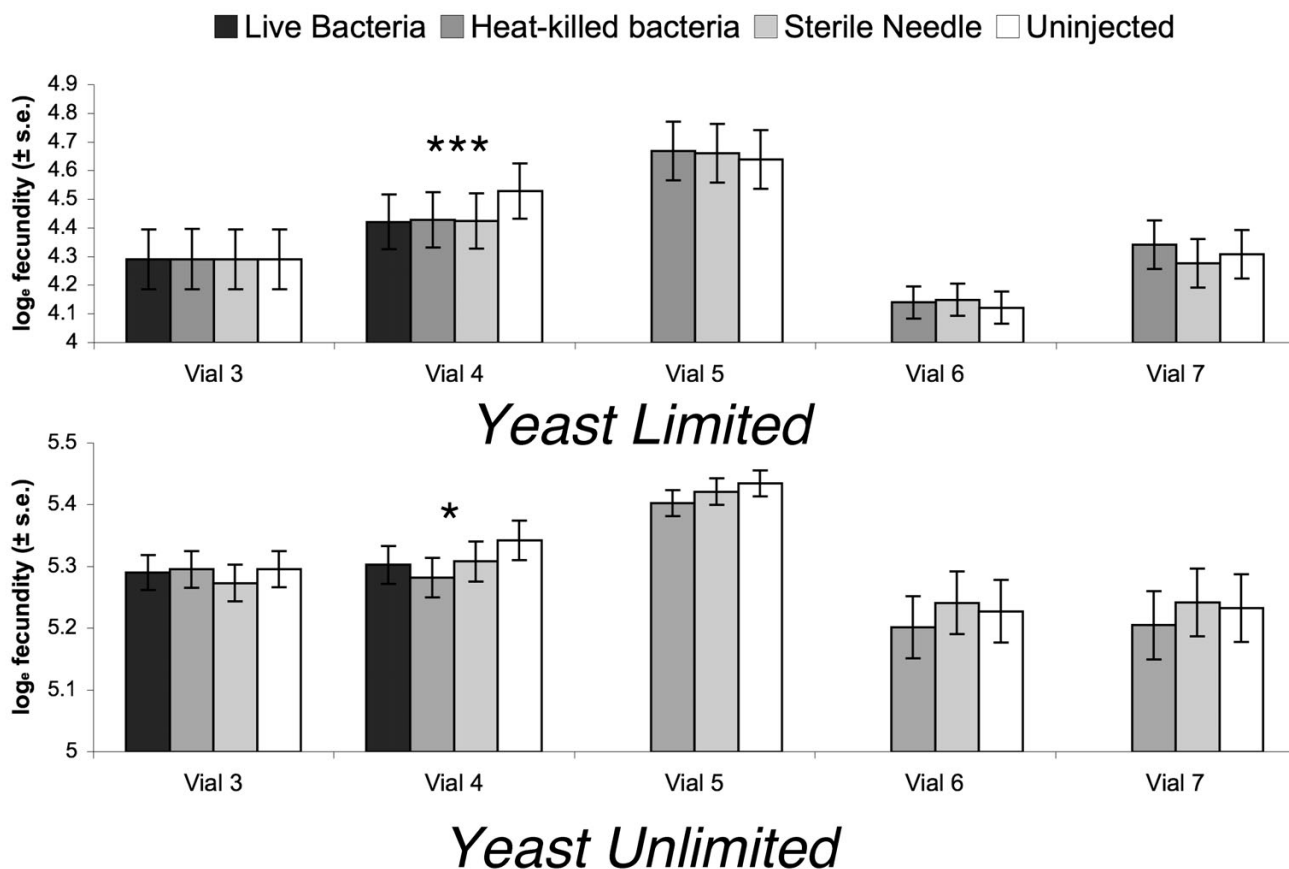 Live Bacteria Heat-killed bacteria Sterile Needle Uninjected
logₑ fecundity (± s.e.)
4.9
4.8
4.7
4.6
4.5
4.4
4.3
4.2
4.1
4
***
Vial 3 Vial 4 Vial 5 Vial 6 Vial 7
Yeast Limited
logₑ fecundity (± s.e.)
5.5
5.4
5.3
5.2
5.1
5
*
Vial 3 Vial 4 Vial 5 Vial 6 Vial 7
Yeast Unlimited